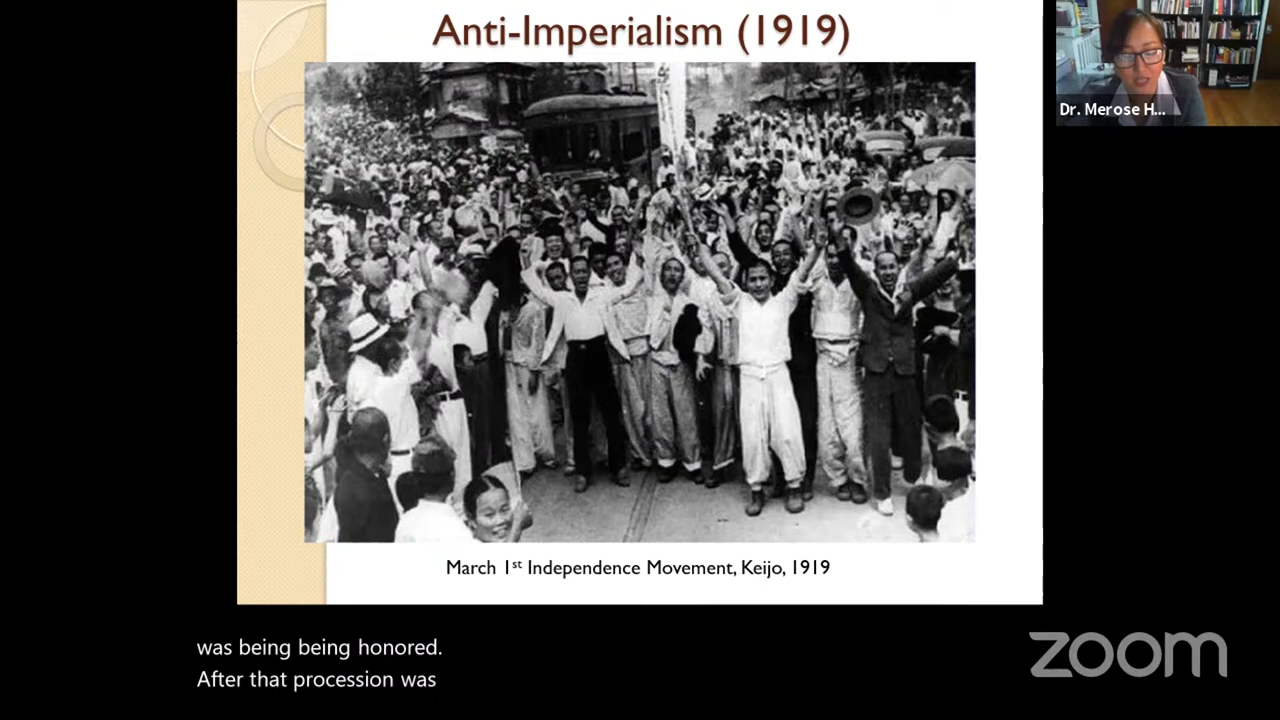 Anti-Imperialism (1919)
Dr. Merose H...
March 1st Independence Movement, Keijo, 1919
was being being honored.
After that procession was
zoom